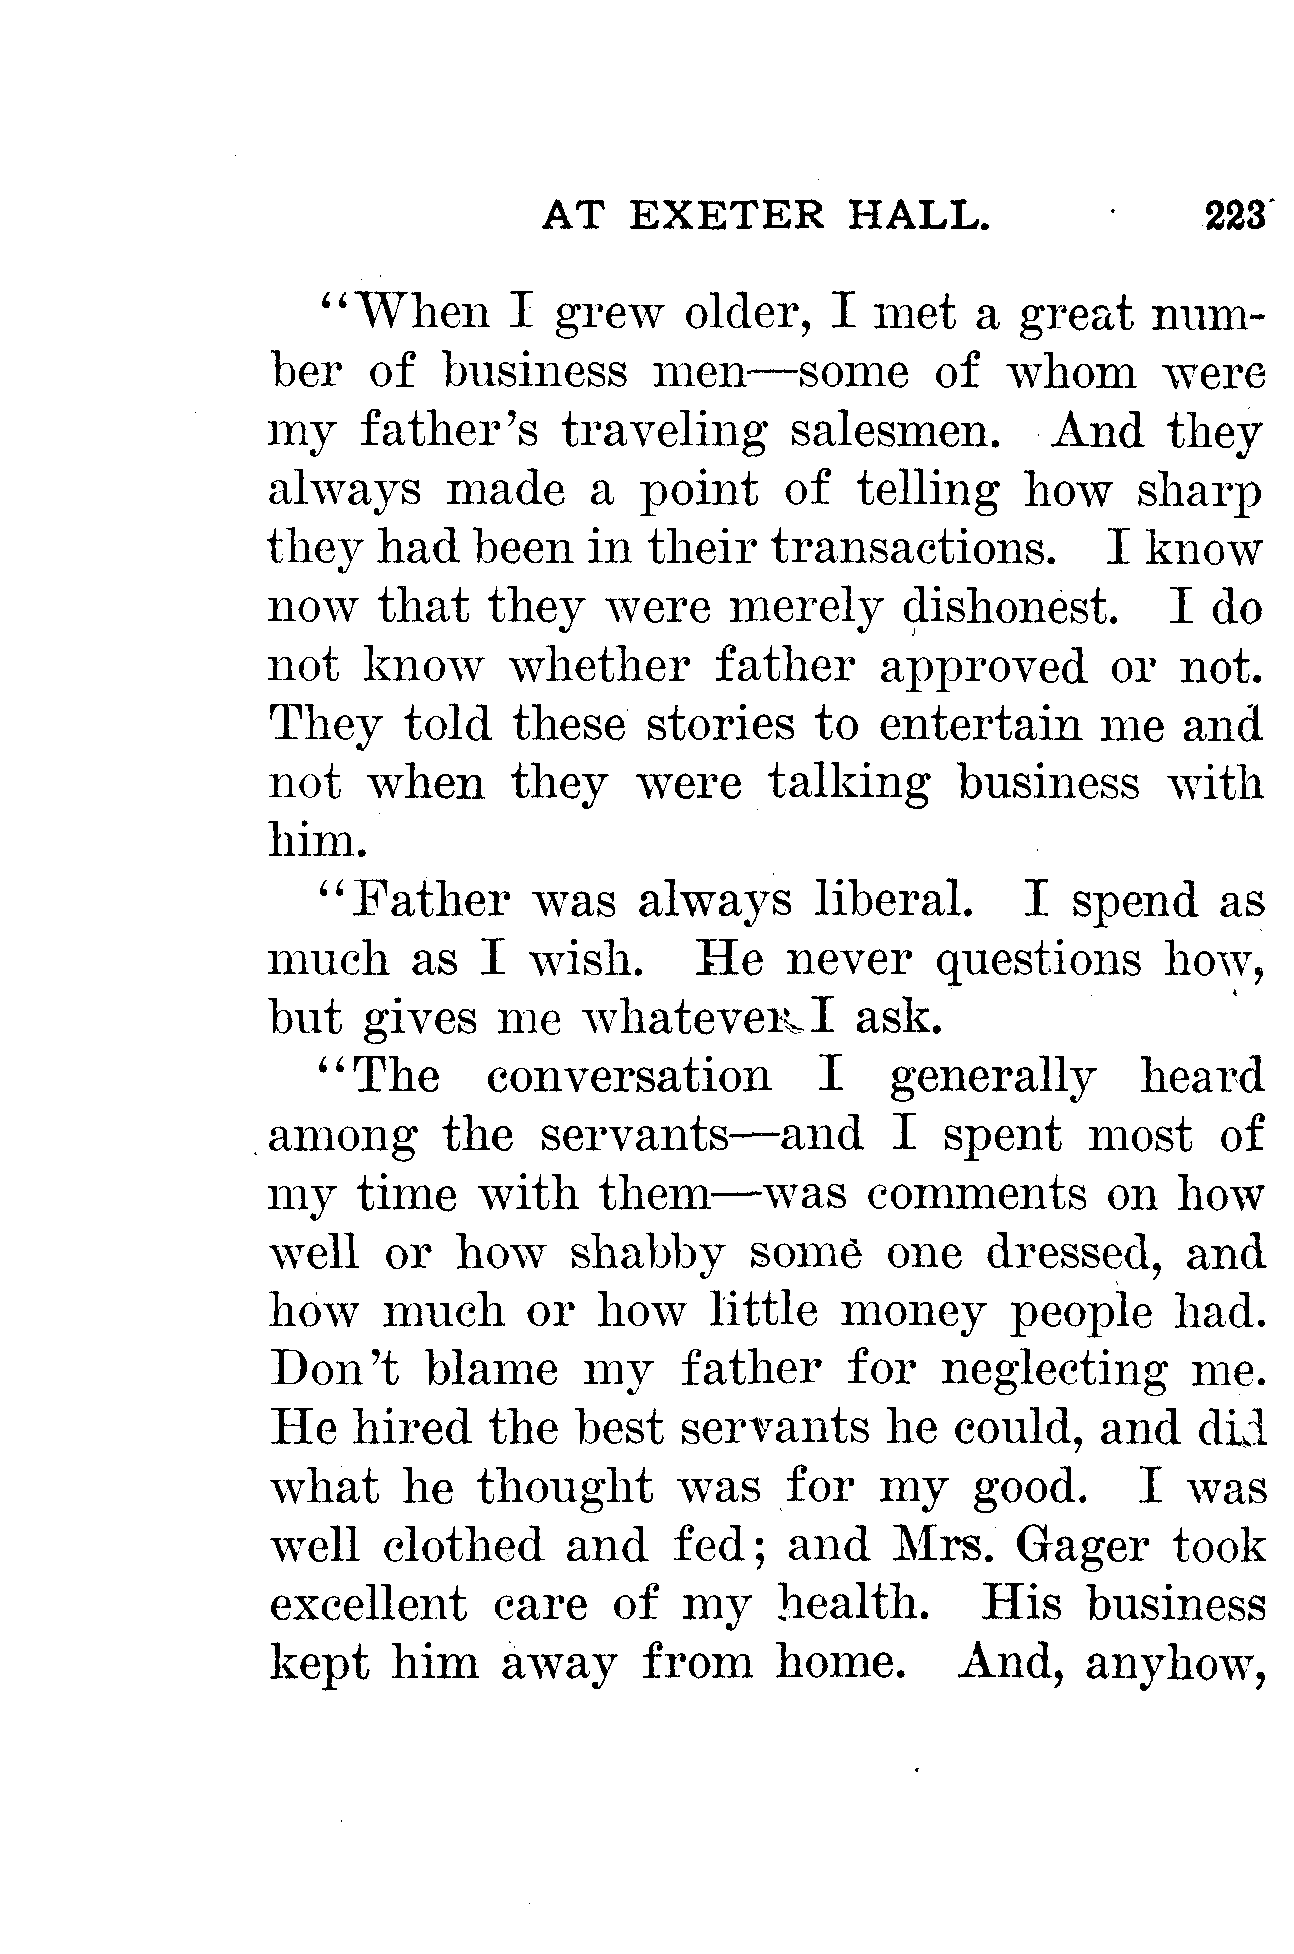 AT EXETER HALL. 223
"When I grew older, I met a great num-
ber of business men—some of whom were
my father's traveling salesmen. And they
always made a point of telling how sharp
they had been in their transactions. I know
now that they were merely dishonest. I do
not know whether father approved or not.
They told these stories to entertain me and
not when they were talking business with
him.
"Father was always liberal. I spend as
much as I wish. He never questions how,
but gives me whatever I ask.
"The conversation I generally heard
among the servants—and I spent most of
my time with them—was comments on how
well or how shabby some one dressed, and
how much or how little money people had.
Don't blame my father for neglecting me.
He hired the best servants he could, and did
what he thought was for my good. I was
well clothed and fed; and Mrs. Gager took
excellent care of my health. His business
kept him away from home. And, anyhow,